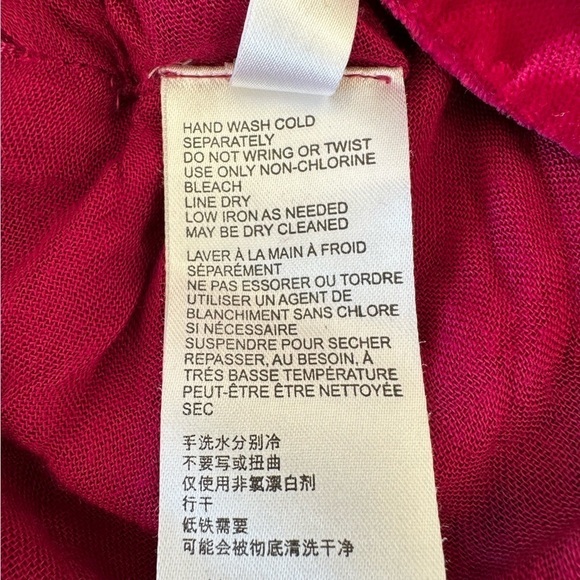 HAND WASH COLD
SEPARATELY
DO NOT WRING OR TWIST
USE ONLY NON-CHLORINE
BLEACH
LINE DRY
LOW IRON AS NEEDED
MAY BE DRY CLEANED
LAVER À LA MAIN À FROID
SÉPARÉMENT
NE PAS ESSORER OU TORDRE
UTILISER UN AGENT DE
BLANCHIMENT SANS CHLORE
SI NÉCESSAIRE
SUSPENDRE POUR SECHER
REPASSER, AU BESOIN, À
TRÉS BASSE TEMPÉRATURE
PEUT-ÊTRE ÊTRE NETTOYÉE
SEC
手洗水分别冷
不要写或扭曲
仅使用非氯漂白剂
行干
低铁需要
可能会被彻底清洗干净